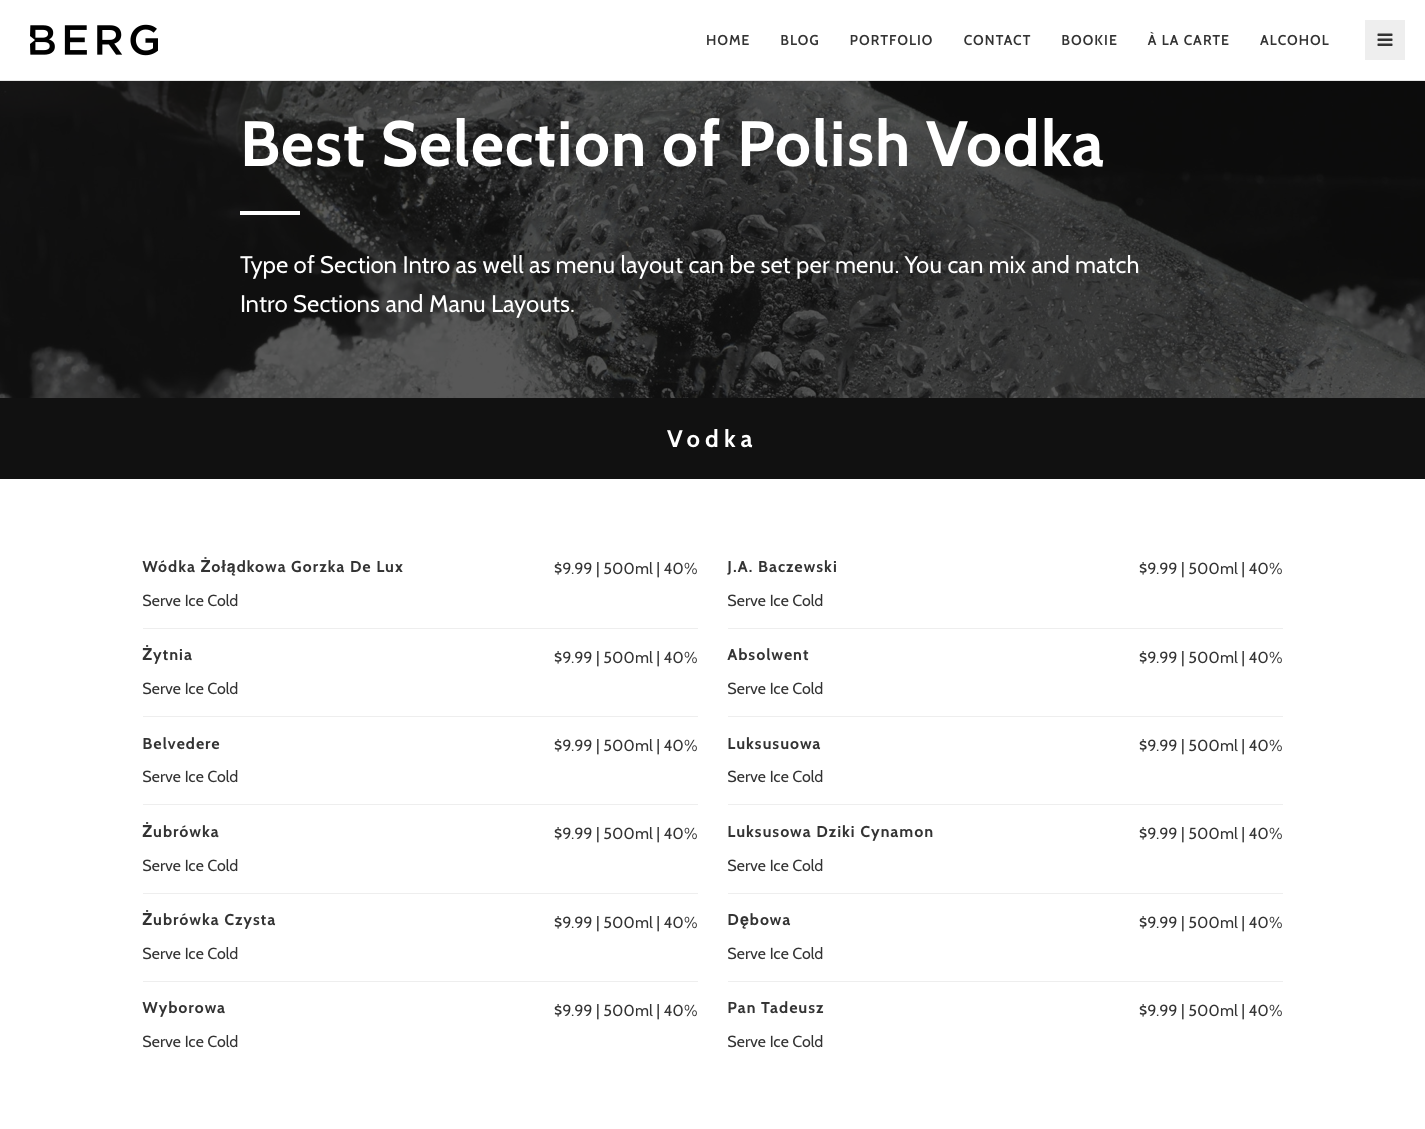 BERG
HOME BLOG PORTFOLIO CONTACT BOOKIE À LA CARTE ALCOHOL
Best Selection of Polish Vodka
Type of Section Intro as well as menu layout can be set per menu. You can mix and match
Intro Sections and Manu Layouts.
Vodka
Wódka Żołądkowa Gorzka De Lux $9.99 | 500ml | 40%
Serve Ice Cold
Żytnia $9.99 | 500ml | 40%
Serve Ice Cold
Belvedere $9.99 | 500ml | 40%
Serve Ice Cold
Żubrówka $9.99 | 500ml | 40%
Serve Ice Cold
Żubrówka Czysta $9.99 | 500ml | 40%
Serve Ice Cold
Wyborowa $9.99 | 500ml | 40%
Serve Ice Cold
J.A. Baczewski $9.99 | 500ml | 40%
Serve Ice Cold
Absolwent $9.99 | 500ml | 40%
Serve Ice Cold
Luksusuowa $9.99 | 500ml | 40%
Serve Ice Cold
Luksusowa Dziki Cynamon $9.99 | 500ml | 40%
Serve Ice Cold
Dębowa $9.99 | 500ml | 40%
Serve Ice Cold
Pan Tadeusz $9.99 | 500ml | 40%
Serve Ice Cold